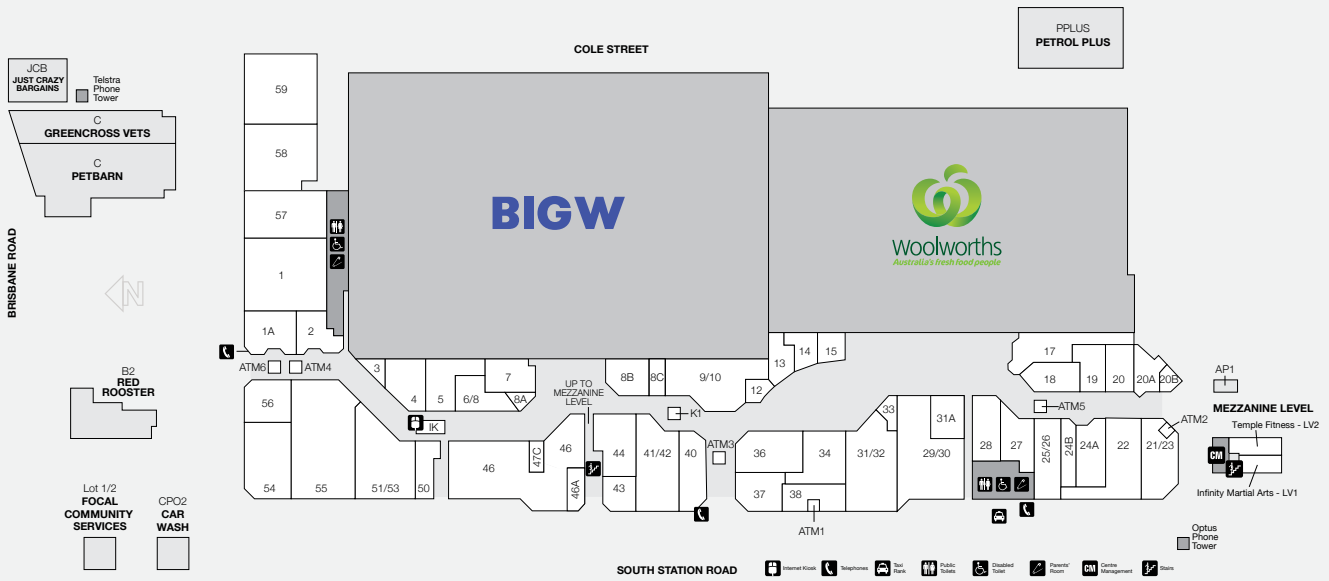 COLE STREET
PPLUS
PETROL PLUS
JCB
JUST CRAZY
BARGAINS
Telstra
Phone
Tower
C
GREENCROSS VETS
C
PETBARN
BRISBANE ROAD
N
B2
RED
ROOSTER
Lot 1/2
FOCAL
COMMUNITY
SERVICES
CPO2
CAR
WASH
59
58
57
1
1A
2
ATM6
ATM4
BIGW
Woolworths
Australia's fresh food people
3
4
5
6/8
7
8A
UP TO
MEZZANINE
LEVEL
8B
8C
9/10
12
13
14
15
K1
IK
17
18
19
20
20A
20B
ATM5
ATM2
AP1
MEZZANINE LEVEL
Temple Fitness - LV2
CM
Infinity Martial Arts - LV1
56
54
55
51/53
50
46
47C
46
46A
44
43
41/42
40
ATM3
36
37
38
34
ATM1
31/32
33
31A
29/30
28
27
25/26
24B
24A
22
21/23
Optus
Phone
Tower
SOUTH STATION ROAD
Internet Kiosk
Telephones
Taxi
Rank
Public
Toilets
Disabled
Toilet
Parents'
Room
CM
Centre
Management
Stairs